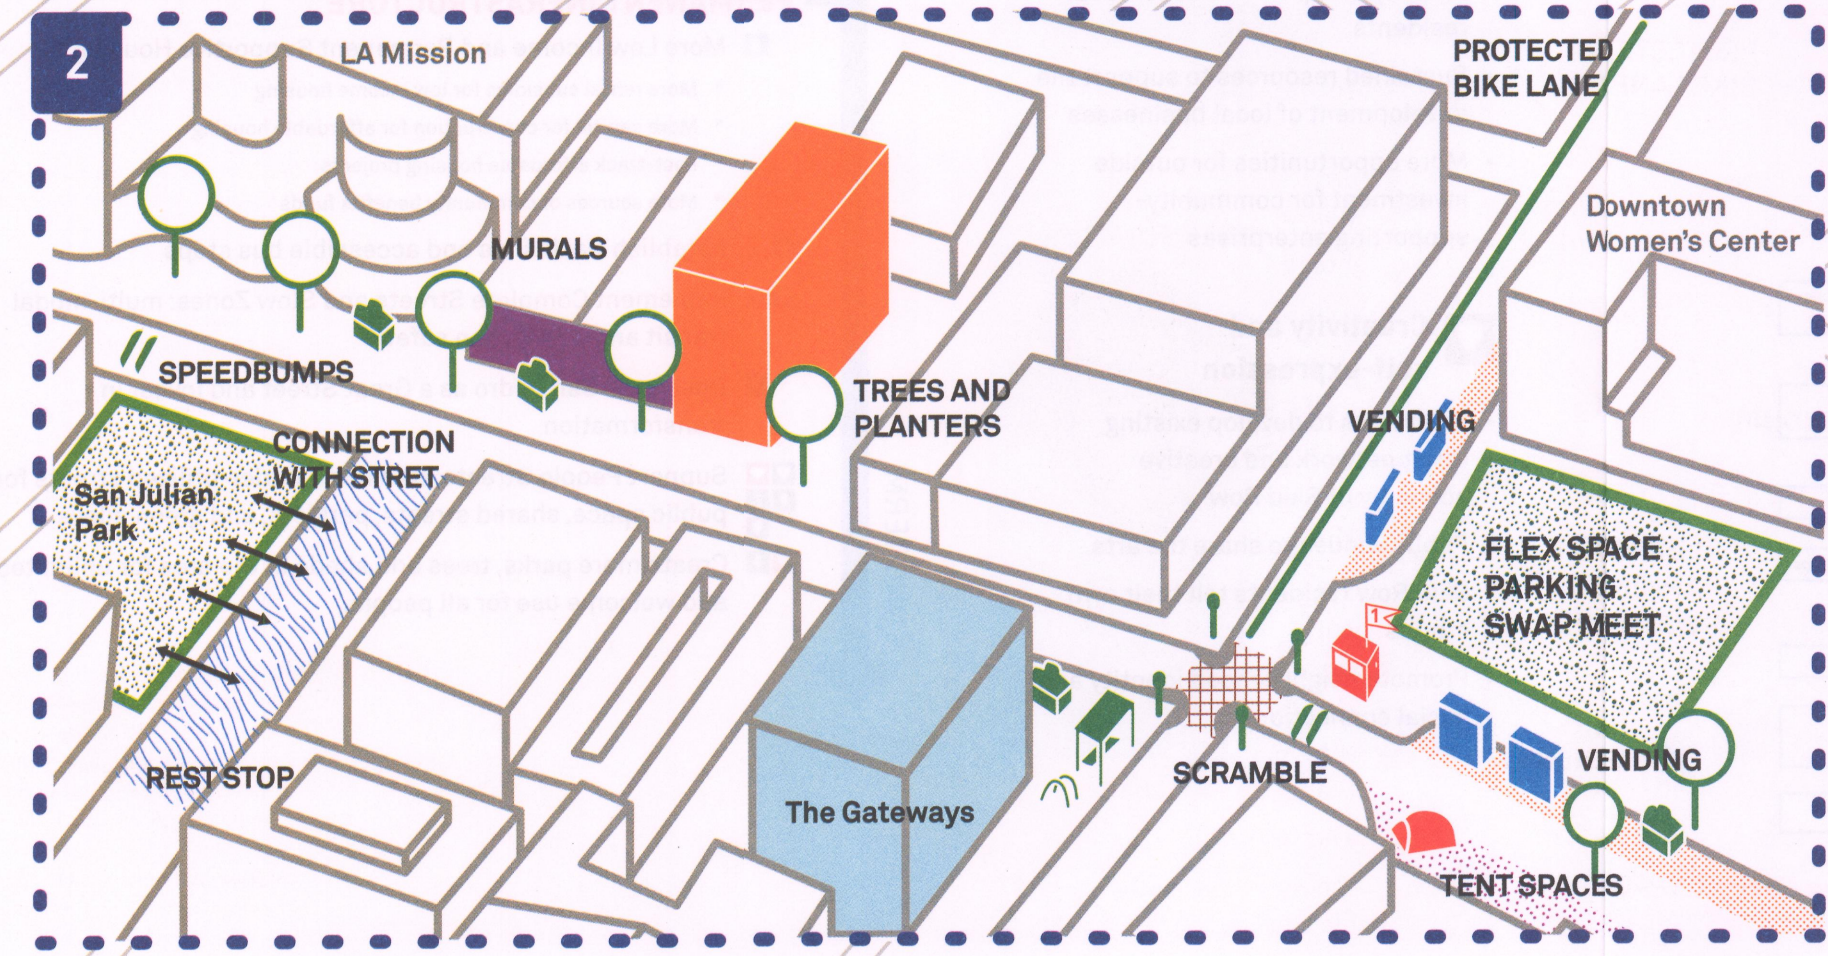 2
LA Mission
PROTECTED
BIKE LANE
Downtown
Women's Center
MURALS
SPEEDBUMPS
TREES AND
PLANTERS
VENDING
CONNECTION
WITH STRET
San Julian
Park
FLEX SPACE
PARKING
SWAP MEET
1
REST STOP
SCRAMBLE
VENDING
The Gateways
TENT SPACES